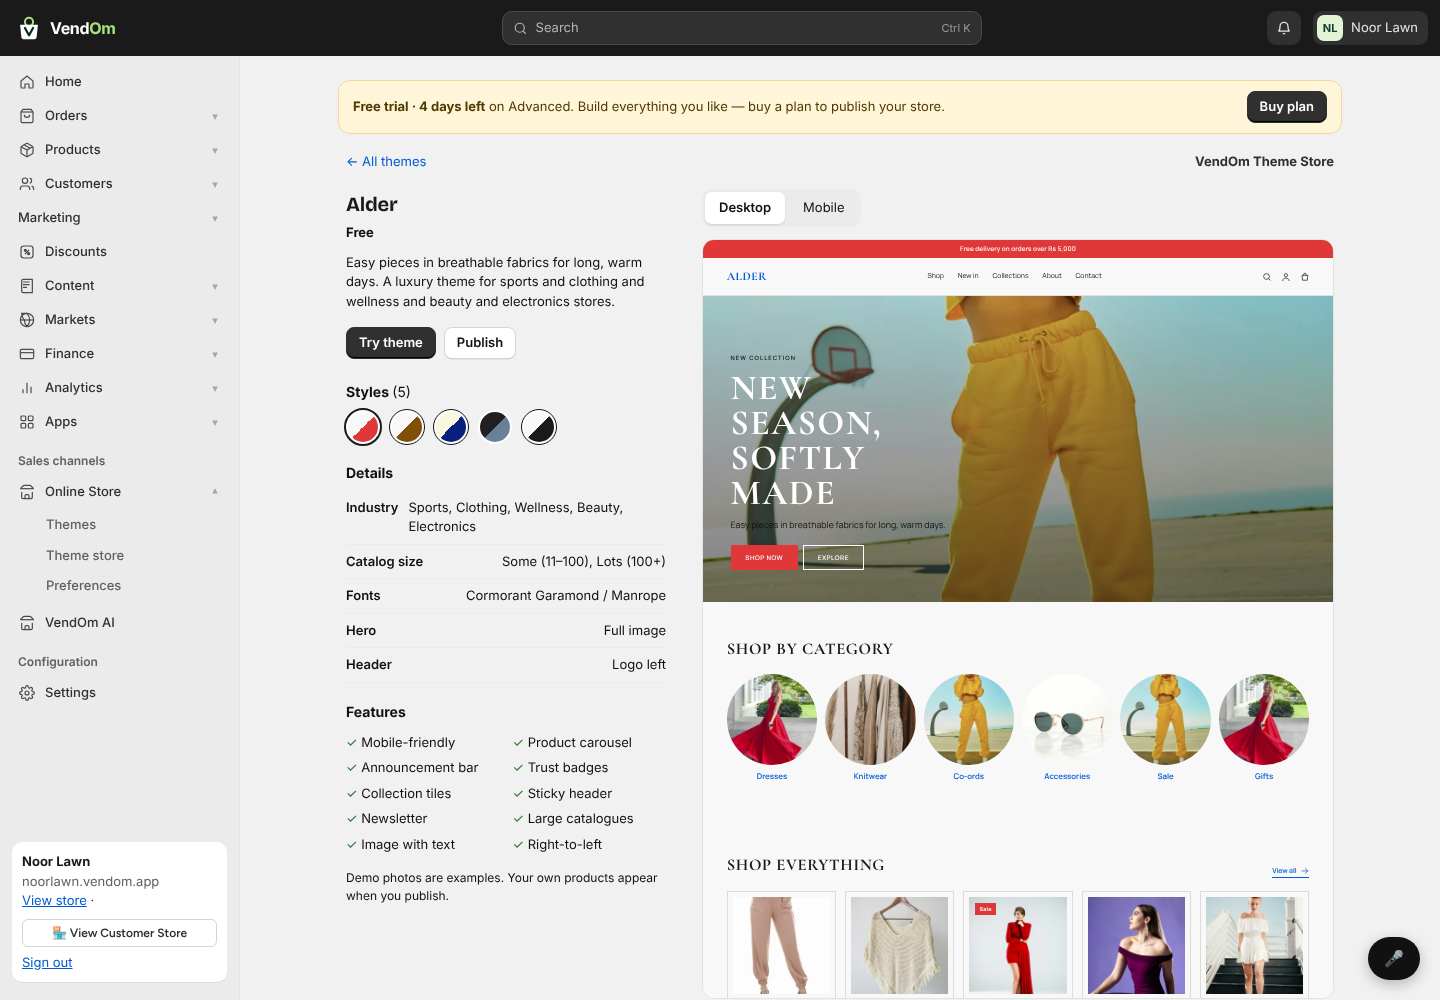 VendOm
Search
Ctrl K
NL
Noor Lawn
Home
Orders
Products
Customers
Marketing
Discounts
Content
Markets
Finance
Analytics
Apps
Sales channels
Online Store
Themes
Theme store
Preferences
VendOm AI
Configuration
Settings
Noor Lawn
noorlawn.vendom.app
View store ·
View Customer Store
Sign out
Free trial · 4 days left on Advanced. Build everything you like — buy a plan to publish your store.
Buy plan
← All themes
VendOm Theme Store
Alder
Free
Easy pieces in breathable fabrics for long, warm
days. A luxury theme for sports and clothing and
wellness and beauty and electronics stores.
Try theme
Publish
Styles (5)
Details
Industry Sports, Clothing, Wellness, Beauty,
Electronics
Catalog size Some (11–100), Lots (100+)
Fonts Cormorant Garamond / Manrope
Hero Full image
Header Logo left
Features
✓ Mobile-friendly ✓ Product carousel
✓ Announcement bar ✓ Trust badges
✓ Collection tiles ✓ Sticky header
✓ Newsletter ✓ Large catalogues
✓ Image with text ✓ Right-to-left
Demo photos are examples. Your own products appear
when you publish.
Desktop Mobile
Free delivery on orders over Rs 5,000
ALDER
Shop New in Collections About Contact
NEW COLLECTION
NEW
SEASON,
SOFTLY
MADE
Easy pieces in breathable fabrics for long, warm days.
SHOP NOW EXPLORE
SHOP BY CATEGORY
Dresses Knitwear Co-ords Accessories Sale Gifts
SHOP EVERYTHING
View all →
Sale